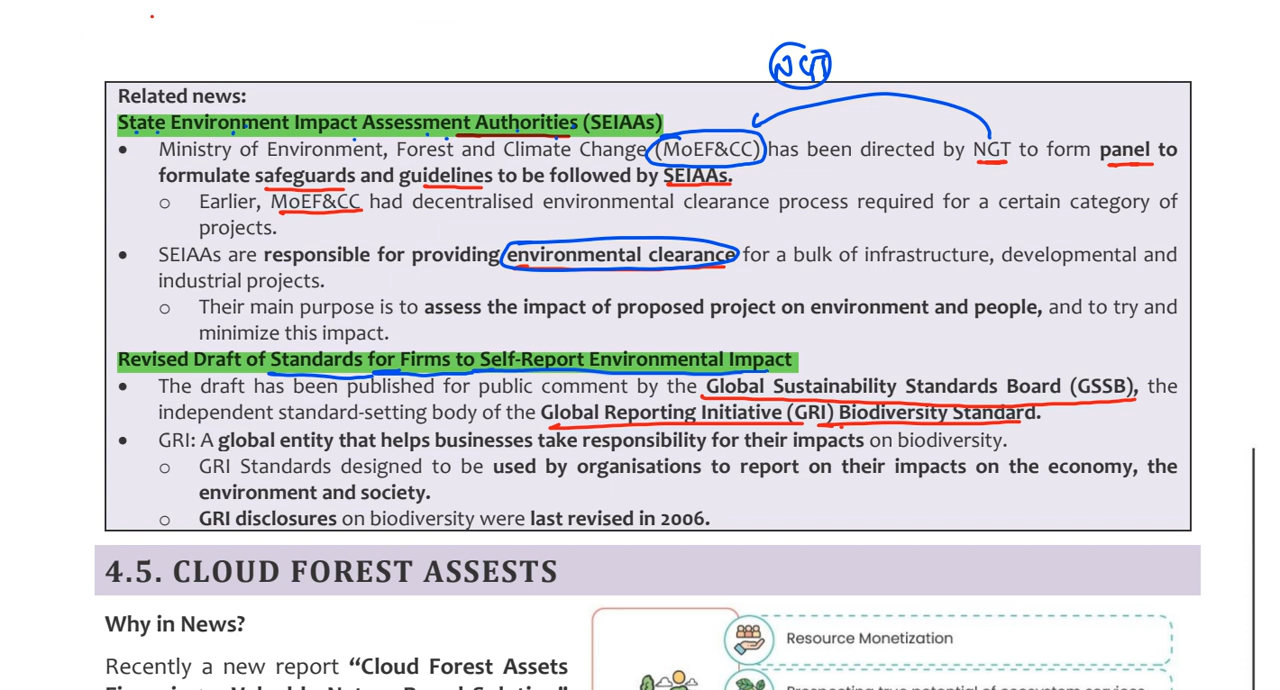 NGT
Related news:
State Environment Impact Assessment Authorities (SEIAAs)
• Ministry of Environment, Forest and Climate Change (MoEF&CC) has been directed by NGT to form panel to
formulate safeguards and guidelines to be followed by SEIAAs.
o Earlier, MoEF&CC had decentralised environmental clearance process required for a certain category of
projects.
• SEIAAs are responsible for providing environmental clearance for a bulk of infrastructure, developmental and
industrial projects.
o Their main purpose is to assess the impact of proposed project on environment and people, and to try and
minimize this impact.
Revised Draft of Standards for Firms to Self-Report Environmental Impact
• The draft has been published for public comment by the Global Sustainability Standards Board (GSSB), the
independent standard-setting body of the Global Reporting Initiative (GRI) Biodiversity Standard.
• GRI: A global entity that helps businesses take responsibility for their impacts on biodiversity.
o GRI Standards designed to be used by organisations to report on their impacts on the economy, the
environment and society.
o GRI disclosures on biodiversity were last revised in 2006.
4.5. CLOUD FOREST ASSESTS
Why in News?
Recently a new report “Cloud Forest Assets
Resource Monetization